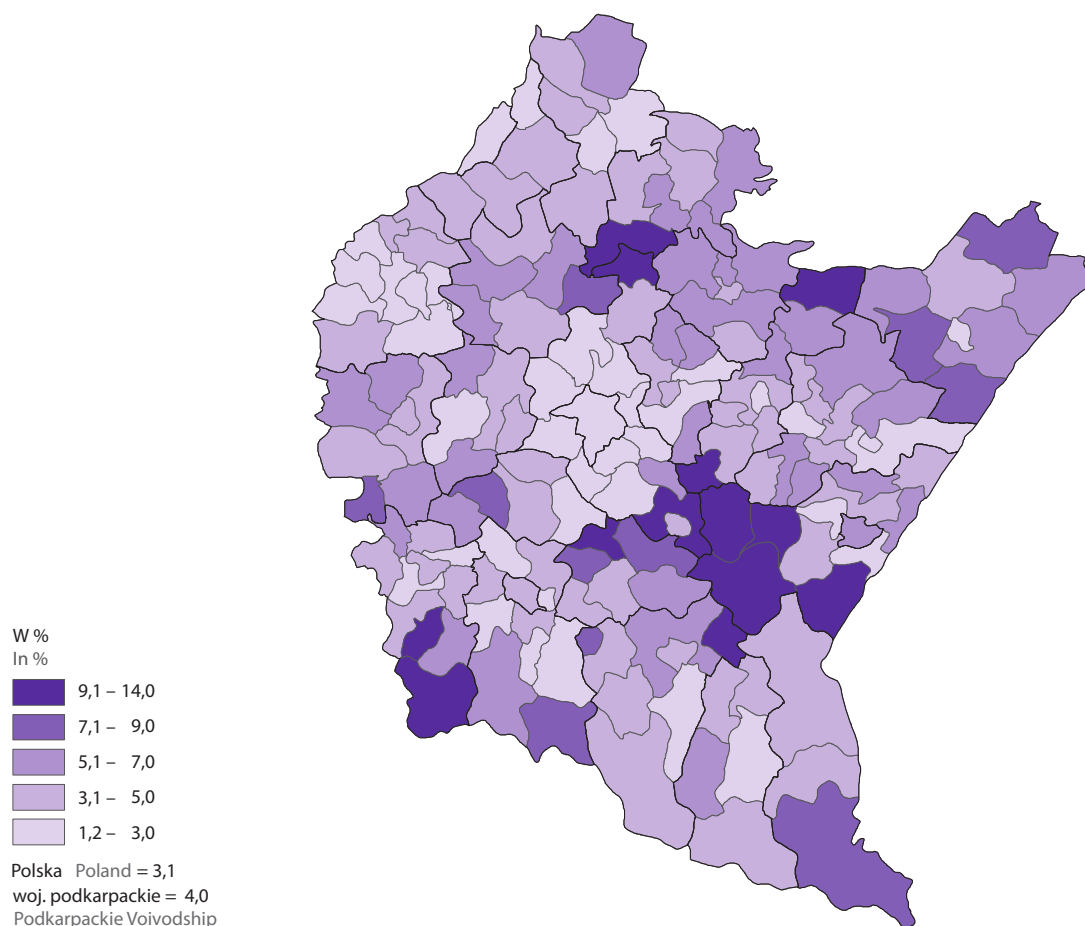 W %
In %
9,1 – 14,0
7,1 – 9,0
5,1 – 7,0
3,1 – 5,0
1,2 – 3,0
Polska Poland = 3,1
woj. podkarpackie = 4,0
Podkarpackie Voivodship